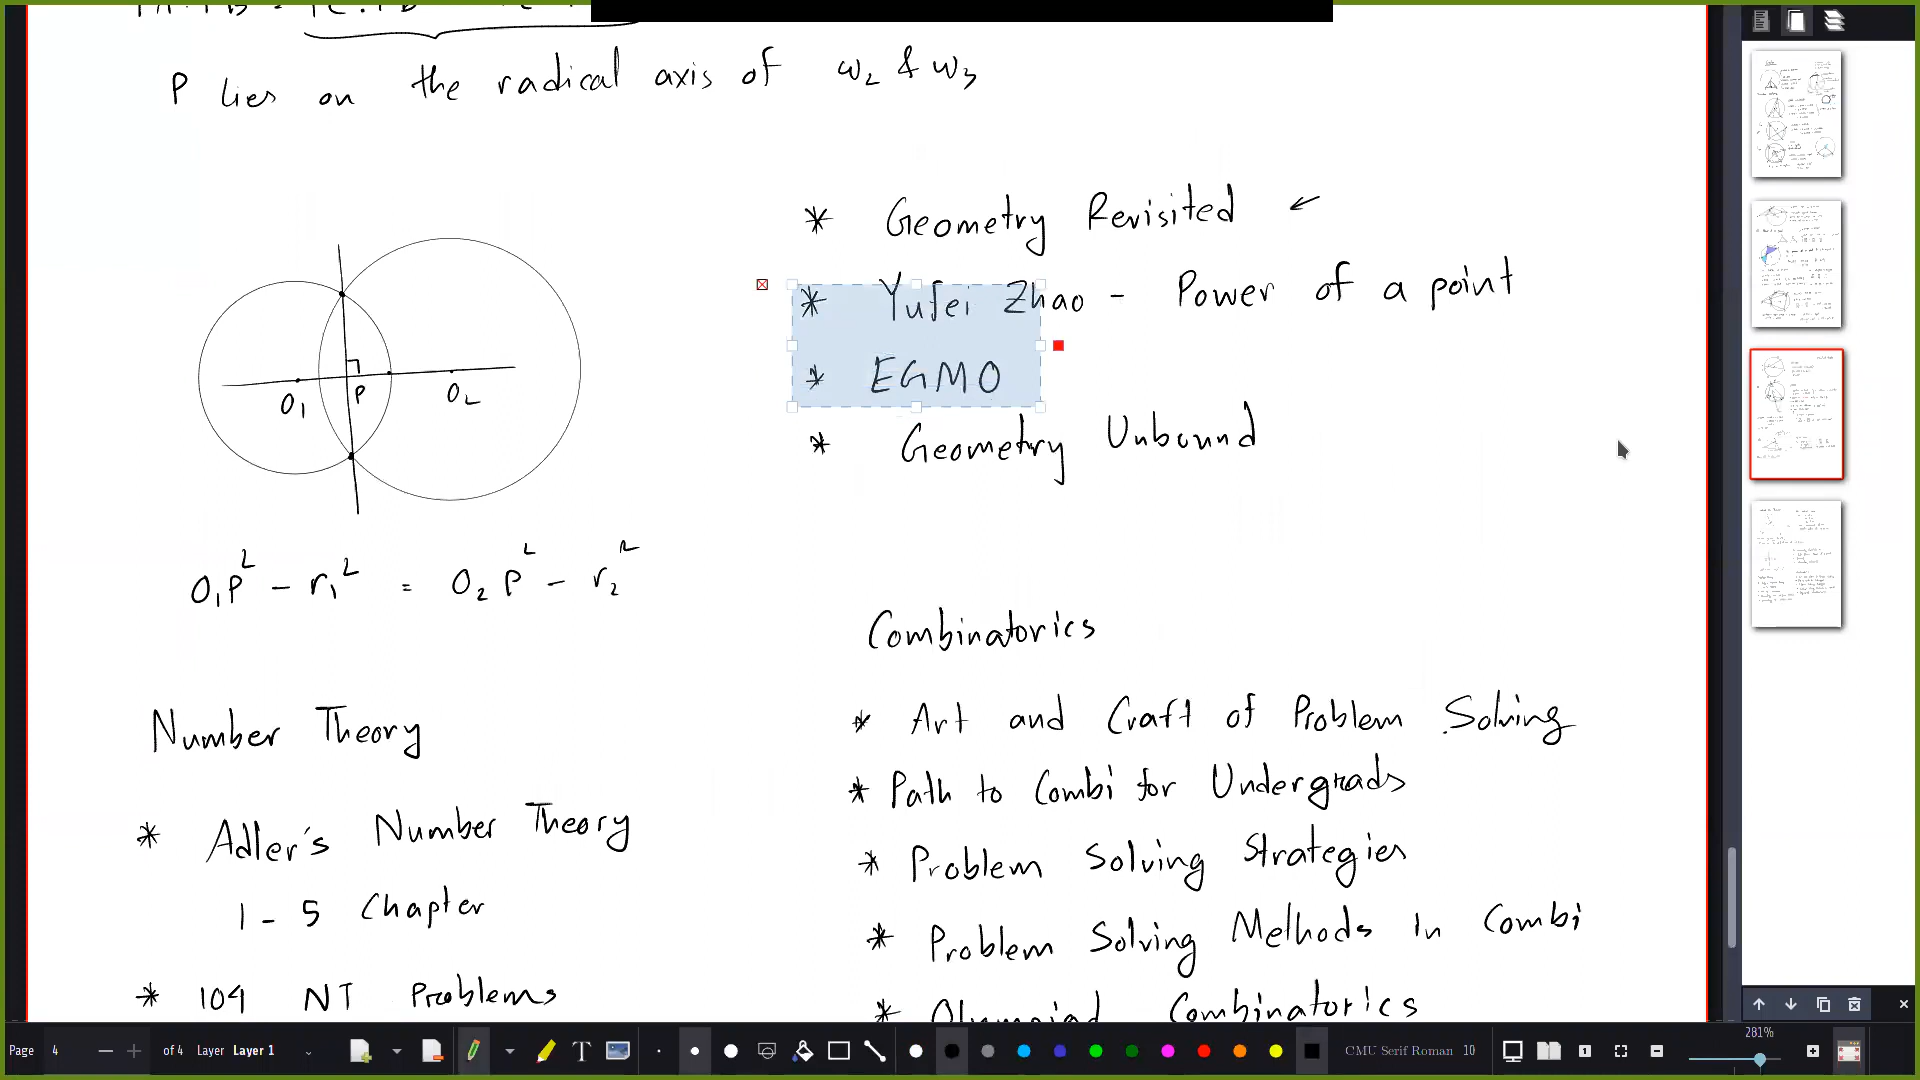 P lies on the radical axis of ω₂ & ω₃
* Geometry Revisited ←
* Yufei Zhao - Power of a point
* EGMO
* Geometry Unbound
O₁
P
O₂
O₁P² - r₁² = O₂P² - r₂²
Combinatorics
* Art and Craft of Problem Solving
* Path to Combi for Undergrads
* Problem Solving Strategies
* Problem Solving Methods in Combi
* Olympiad Combinatorics
Number Theory
* Adler's Number Theory
1 - 5 Chapter
* 104 NT Problems
Page 4 of 4 Layer Layer 1
CMU Serif Roman 10
281%